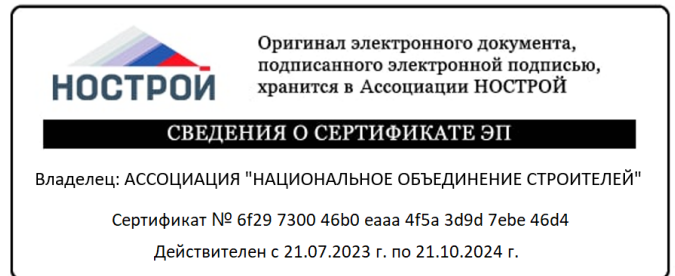 НОСТРОЙ
Оригинал электронного документа,
подписанного электронной подписью,
хранится в Ассоциации НОСТРОЙ
СВЕДЕНИЯ О СЕРТИФИКАТЕ ЭП
Владелец: АССОЦИАЦИЯ "НАЦИОНАЛЬНОЕ ОБЪЕДИНЕНИЕ СТРОИТЕЛЕЙ"
Сертификат № 6f29 7300 46b0 eaaa 4f5a 3d9d 7ebe 46d4
Действителен с 21.07.2023 г. по 21.10.2024 г.